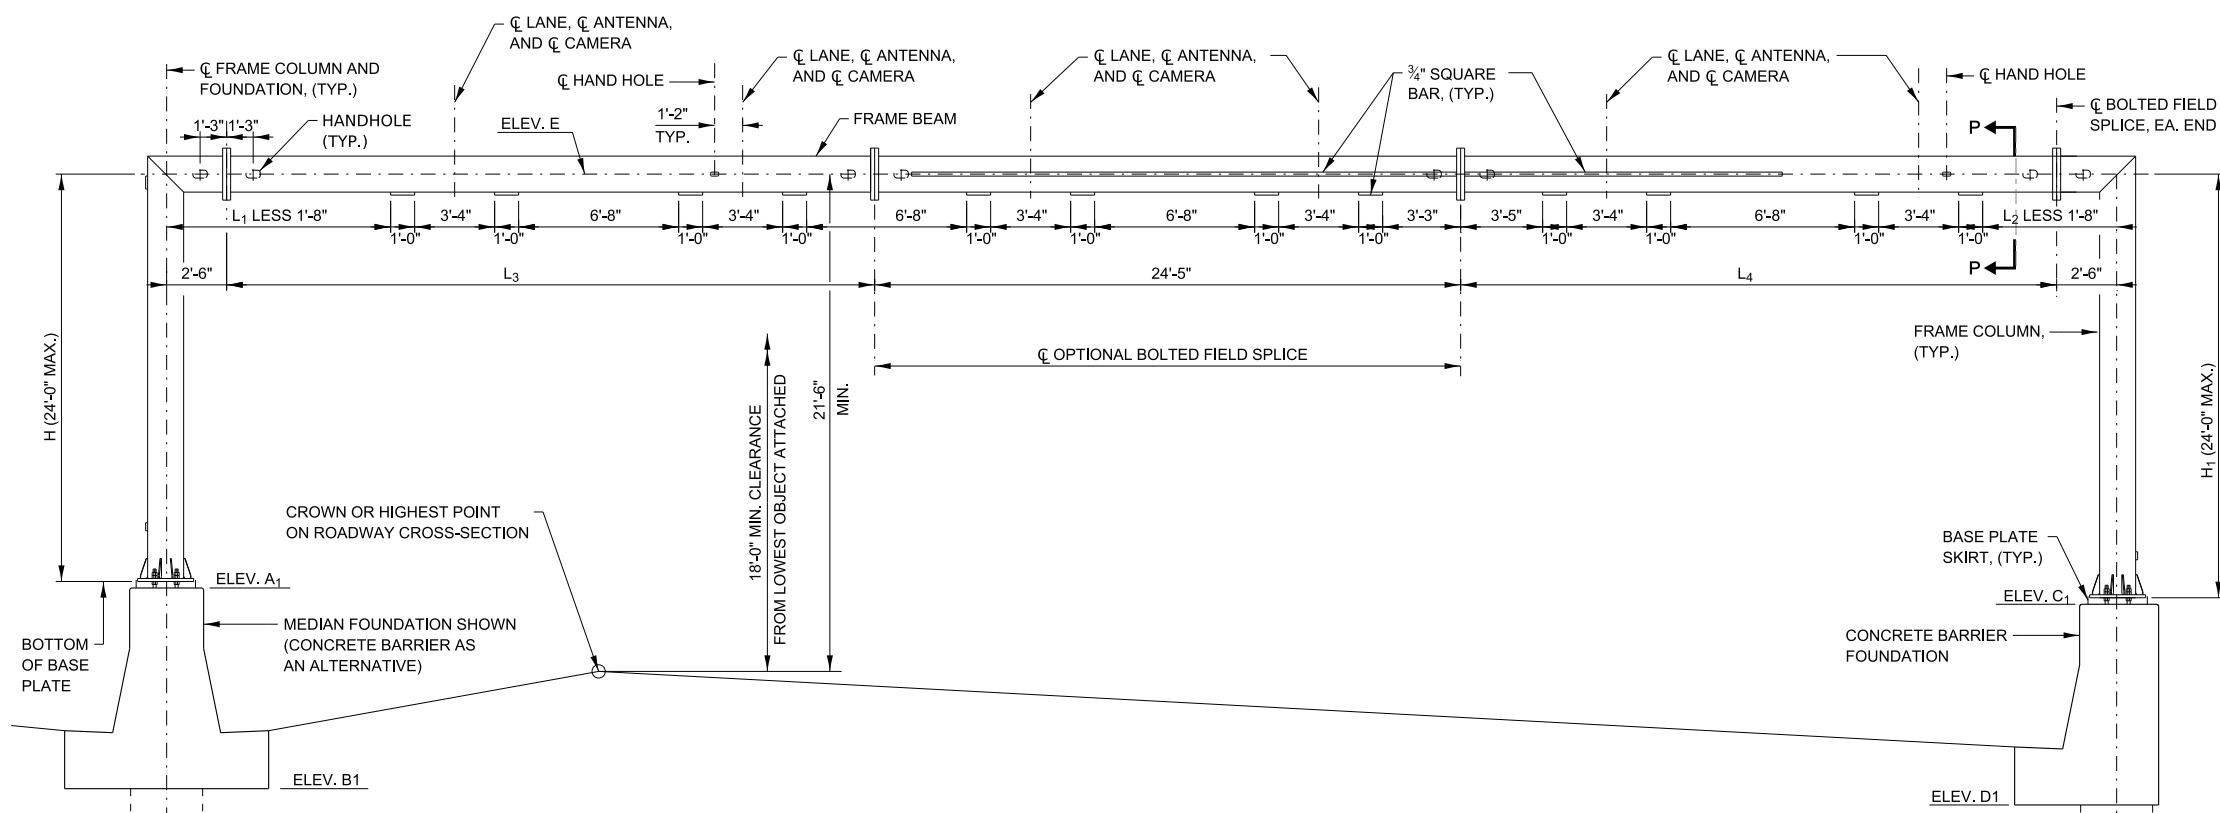 ℄ LANE, ℄ ANTENNA,
AND ℄ CAMERA
℄ FRAME COLUMN AND
FOUNDATION, (TYP.)
℄ HAND HOLE
℄ LANE, ℄ ANTENNA,
AND ℄ CAMERA
℄ LANE, ℄ ANTENNA,
AND ℄ CAMERA
¾" SQUARE
BAR, (TYP.)
℄ LANE, ℄ ANTENNA,
AND ℄ CAMERA
℄ HAND HOLE
℄ BOLTED FIELD
SPLICE, EA. END
1'-3"
1'-3"
HANDHOLE
(TYP.)
ELEV. E
1'-2"
TYP.
FRAME BEAM
P
L1 LESS 1'-8"
3'-4"
6'-8"
3'-4"
6'-8"
3'-4"
6'-8"
3'-4"
3'-3"
3'-5"
3'-4"
6'-8"
3'-4"
L2 LESS 1'-8"
1'-0"
1'-0"
1'-0"
1'-0"
1'-0"
1'-0"
1'-0"
1'-0"
1'-0"
1'-0"
1'-0"
1'-0"
P
2'-6"
L3
24'-5"
L4
2'-6"
H (24'-0" MAX.)
℄ OPTIONAL BOLTED FIELD SPLICE
FRAME COLUMN,
(TYP.)
H1 (24'-0" MAX.)
18'-0" MIN. CLEARANCE
FROM LOWEST OBJECT ATTACHED
21'-6"
MIN.
CROWN OR HIGHEST POINT
ON ROADWAY CROSS-SECTION
BASE PLATE
SKIRT, (TYP.)
ELEV. A1
ELEV. C1
BOTTOM
OF BASE
PLATE
MEDIAN FOUNDATION SHOWN
(CONCRETE BARRIER AS
AN ALTERNATIVE)
CONCRETE BARRIER
FOUNDATION
ELEV. B1
ELEV. D1